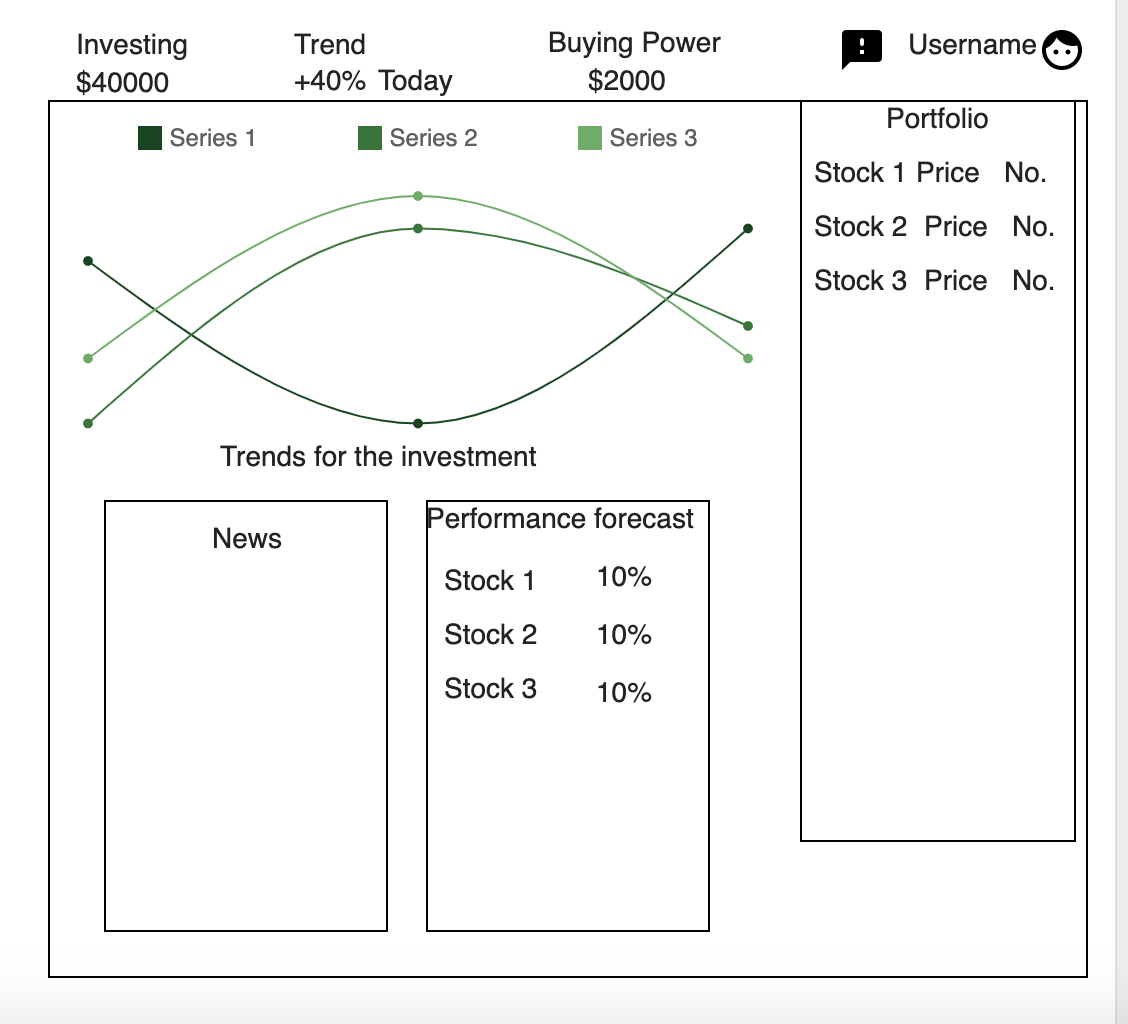 Investing
$40000
Trend
+40% Today
Buying Power
$2000
Username
Series 1
Series 2
Series 3
Trends for the investment
Portfolio
Stock 1 Price No.
Stock 2 Price No.
Stock 3 Price No.
News
Performance forecast
Stock 1 10%
Stock 2 10%
Stock 3 10%